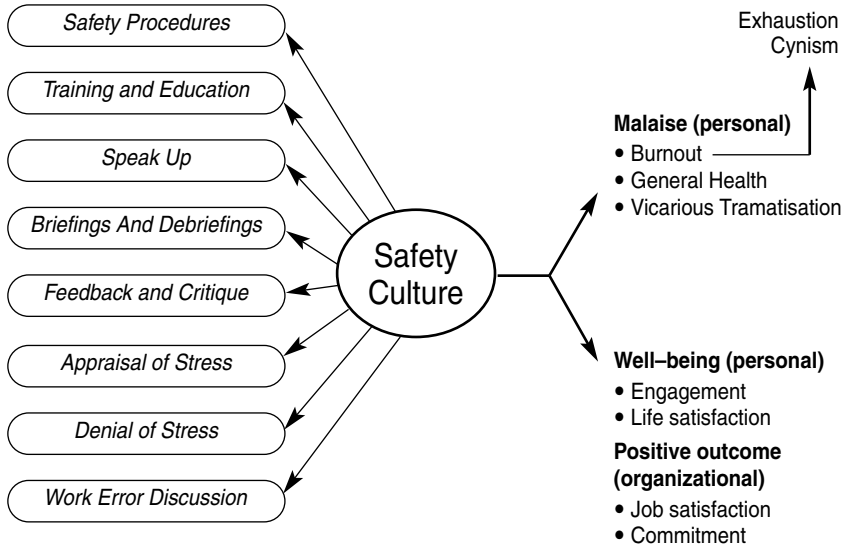 Safety Procedures
Training and Education
Speak Up
Briefings And Debriefings
Feedback and Critique
Appraisal of Stress
Denial of Stress
Work Error Discussion
Safety
Culture
Exhaustion
Cynism
Malaise (personal)
• Burnout
• General Health
• Vicarious Tramatisation
Well–being (personal)
• Engagement
• Life satisfaction
Positive outcome
(organizational)
• Job satisfaction
• Commitment